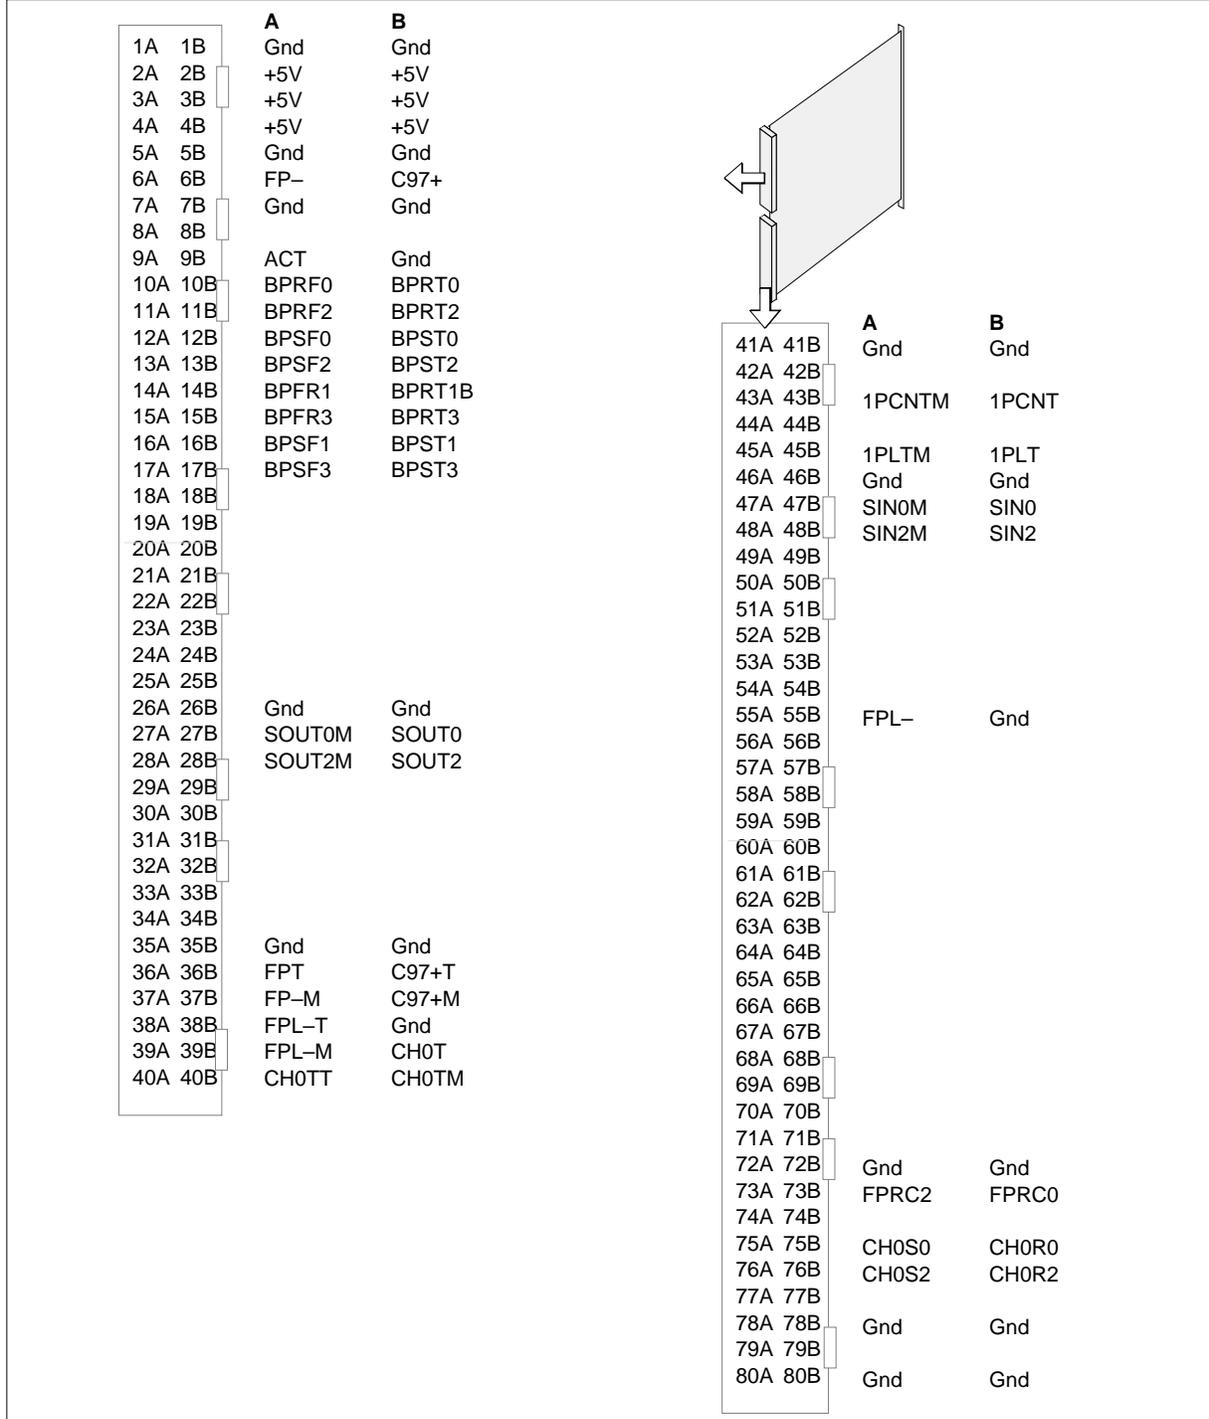 A B
1A 1B Gnd Gnd
2A 2B +5V +5V
3A 3B +5V +5V
4A 4B +5V +5V
5A 5B Gnd Gnd
6A 6B FP– C97+
7A 7B Gnd Gnd
8A 8B
9A 9B ACT Gnd
10A 10B BPRF0 BPRT0
11A 11B BPRF2 BPRT2
12A 12B BPSF0 BPST0
13A 13B BPSF2 BPST2
14A 14B BPFR1 BPRT1B
15A 15B BPFR3 BPRT3
16A 16B BPSF1 BPST1
17A 17B BPSF3 BPST3
18A 18B
19A 19B
20A 20B
21A 21B
22A 22B
23A 23B
24A 24B
25A 25B
26A 26B Gnd Gnd
27A 27B SOUT0M SOUT0
28A 28B SOUT2M SOUT2
29A 29B
30A 30B
31A 31B
32A 32B
33A 33B
34A 34B
35A 35B Gnd Gnd
36A 36B FPT C97+T
37A 37B FP–M C97+M
38A 38B FPL–T Gnd
39A 39B FPL–M CH0T
40A 40B CH0TT CH0TM
A B
41A 41B Gnd Gnd
42A 42B
43A 43B 1PCNTM 1PCNT
44A 44B
45A 45B 1PLTM 1PLT
46A 46B Gnd Gnd
47A 47B SIN0M SIN0
48A 48B SIN2M SIN2
49A 49B
50A 50B
51A 51B
52A 52B
53A 53B
54A 54B
55A 55B FPL– Gnd
56A 56B
57A 57B
58A 58B
59A 59B
60A 60B
61A 61B
62A 62B
63A 63B
64A 64B
65A 65B
66A 66B
67A 67B
68A 68B
69A 69B
70A 70B
71A 71B
72A 72B Gnd Gnd
73A 73B FPRC2 FPRC0
74A 74B
75A 75B CH0S0 CH0R0
76A 76B CH0S2 CH0R2
77A 77B
78A 78B Gnd Gnd
79A 79B
80A 80B Gnd Gnd